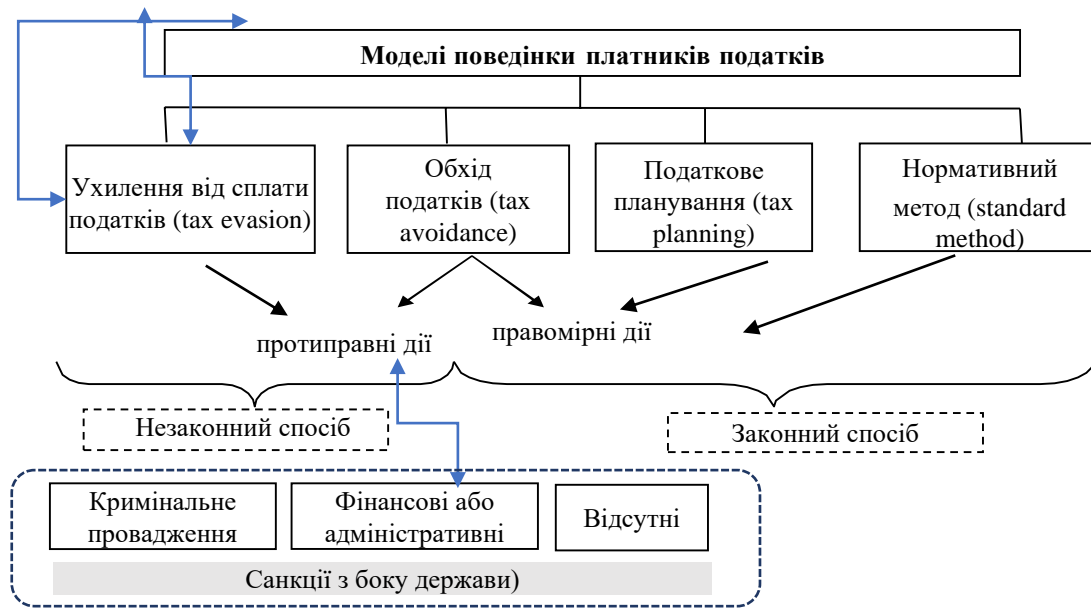 Моделі поведінки платників податків
Ухилення від сплати
податків (tax evasion)
Обхід
податків (tax
avoidance)
Податкове
планування (tax
planning)
Нормативний
метод (standard
method)
протиправні дії
правомірні дії
Незаконний спосіб
Законний спосіб
Кримінальне
провадження
Фінансові або
адміністративні
Відсутні
Санкції з боку держави)